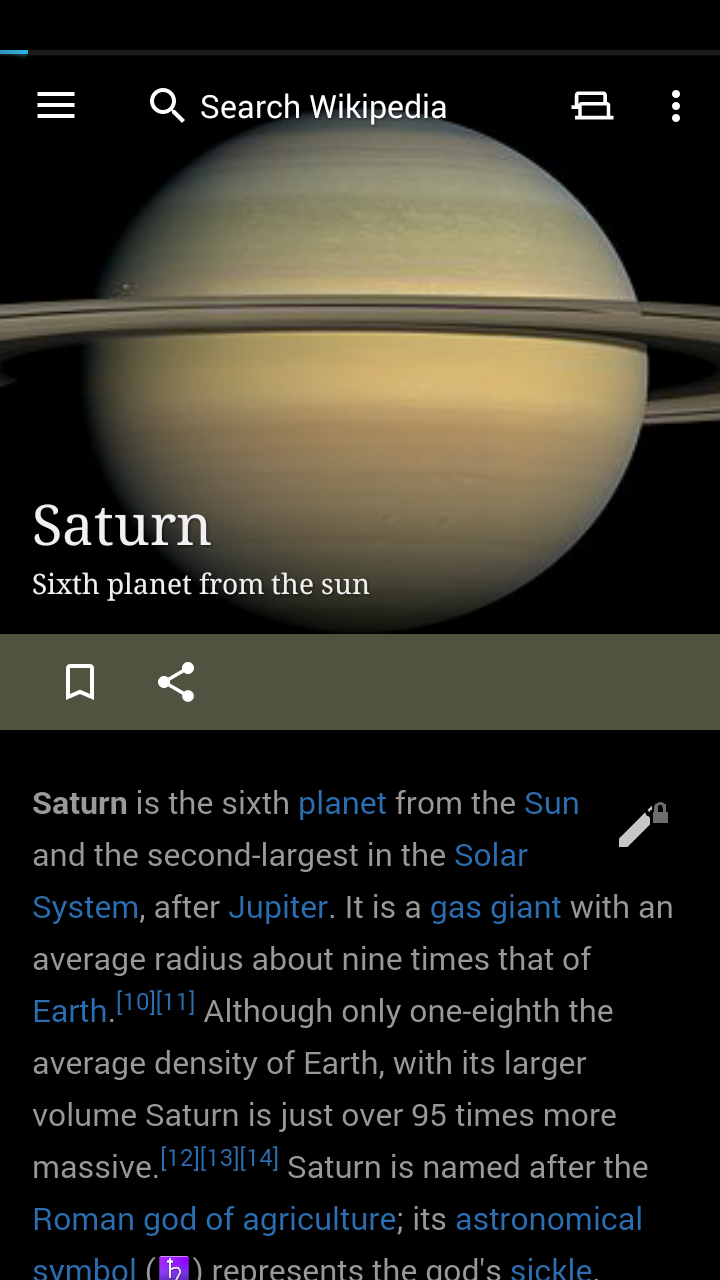 Search Wikipedia
Saturn
Sixth planet from the sun
Saturn is the sixth planet from the Sun
and the second-largest in the Solar
System, after Jupiter. It is a gas giant with an
average radius about nine times that of
Earth.[10][11] Although only one-eighth the
average density of Earth, with its larger
volume Saturn is just over 95 times more
massive.[12][13][14] Saturn is named after the
Roman god of agriculture; its astronomical
symbol (♄) represents the god's sickle.